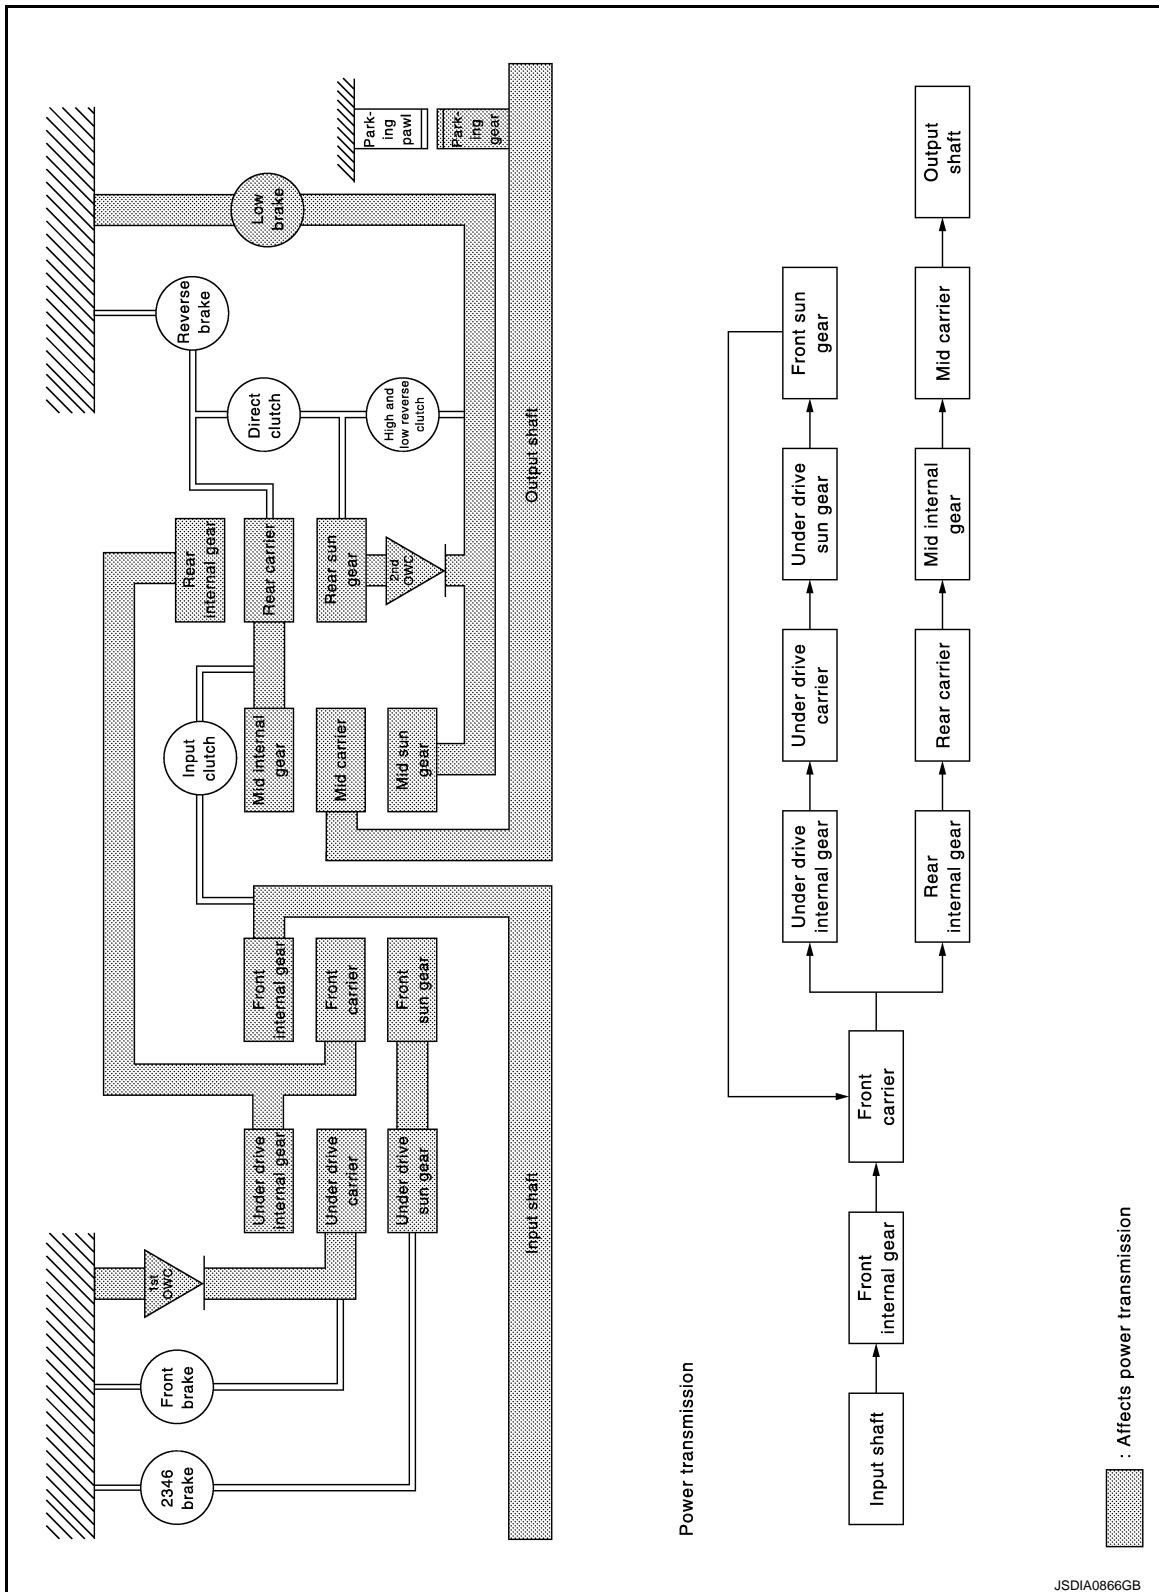 Low
brake
Reverse
brake
Direct
clutch
High and
low reverse
clutch
Park-
ing
pawl
Park-
ing
gear
Output shaft
Rear
internal gear
Rear carrier
Rear sun
gear
2nd
OWC
Input
clutch
Mid internal
gear
Mid carrier
Mid sun
gear
Front
internal gear
Front
carrier
Front
sun gear
Under drive
internal gear
Under drive
carrier
Under drive
sun gear
Input shaft
1st
OWC
Front
brake
2346
brake
Power transmission
Input shaft
Front
internal gear
Front
carrier
Under drive
internal gear
Under drive
carrier
Under drive
sun gear
Front sun
gear
Rear
internal gear
Rear carrier
Mid internal
gear
Mid carrier
Output
shaft
: Affects power transmission
JSDIA0866GB